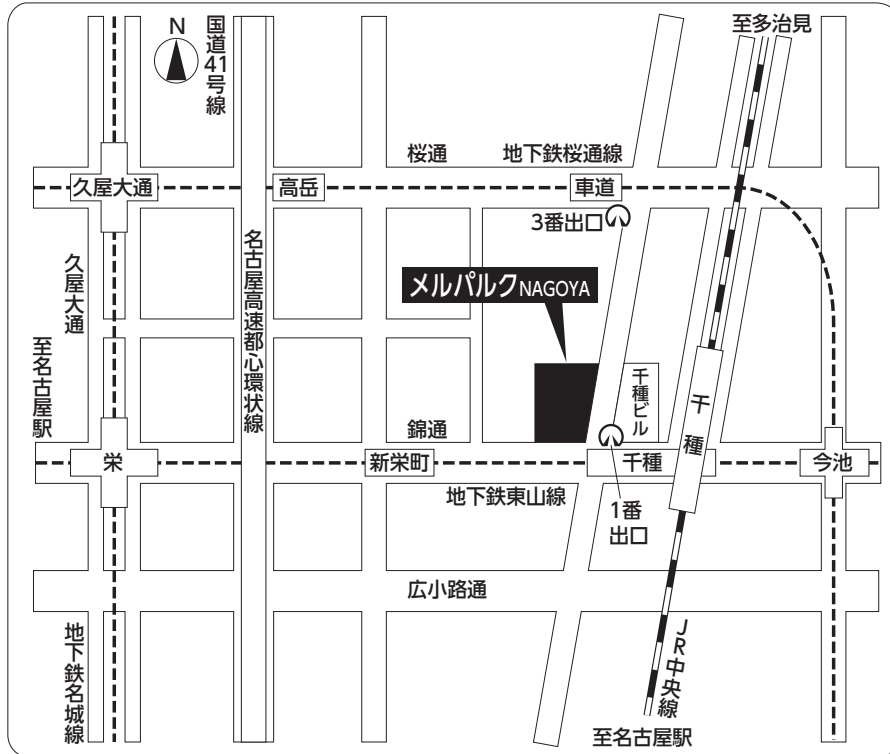 至多治見
N
国道41号線
桜通
地下鉄桜通線
久屋大通
高岳
車道
3番出口
久屋大通
名古屋高速都心環状線
メルパルクNAGOYA
至名古屋駅
千種ビル
千種
錦通
栄
新栄町
千種
今池
地下鉄東山線
1番
出口
広小路通
地下鉄名城線
JR中央線
至名古屋駅